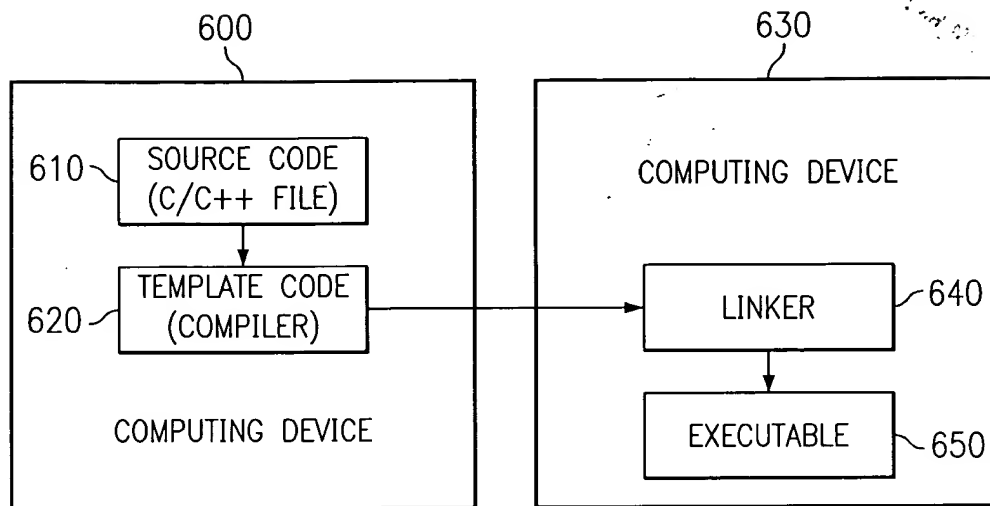 600
630
610
SOURCE CODE
(C/C++ FILE)
COMPUTING DEVICE
620
TEMPLATE CODE
(COMPILER)
LINKER
640
COMPUTING DEVICE
EXECUTABLE
650